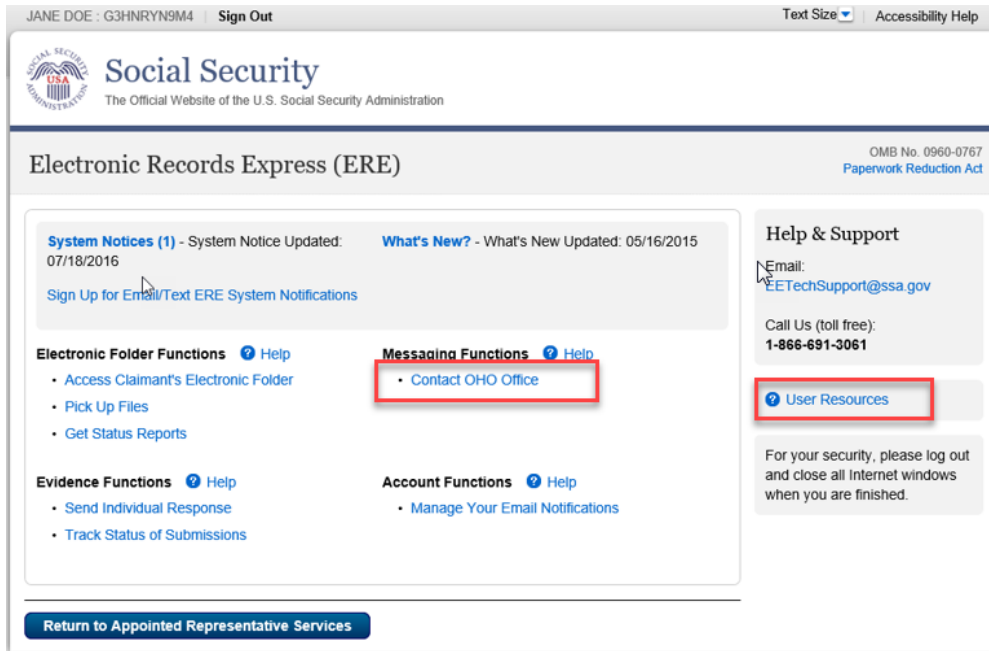 JANE DOE : G3HNRYN9M4 | Sign Out
Text Size | Accessibility Help
SOCIAL SECURITY ADMINISTRATION
USA
Social Security
The Official Website of the U.S. Social Security Administration
Electronic Records Express (ERE)
OMB No. 0960-0767
Paperwork Reduction Act
System Notices (1) - System Notice Updated:
07/18/2016
Sign Up for Email/Text ERE System Notifications
What's New? - What's New Updated: 05/16/2015
Electronic Folder Functions ? Help
• Access Claimant's Electronic Folder
• Pick Up Files
• Get Status Reports
Messaging Functions ? Help
• Contact OHO Office
Evidence Functions ? Help
• Send Individual Response
• Track Status of Submissions
Account Functions ? Help
• Manage Your Email Notifications
Return to Appointed Representative Services
Help & Support
Email:
EETechSupport@ssa.gov
Call Us (toll free):
1-866-691-3061
? User Resources
For your security, please log out
and close all Internet windows
when you are finished.